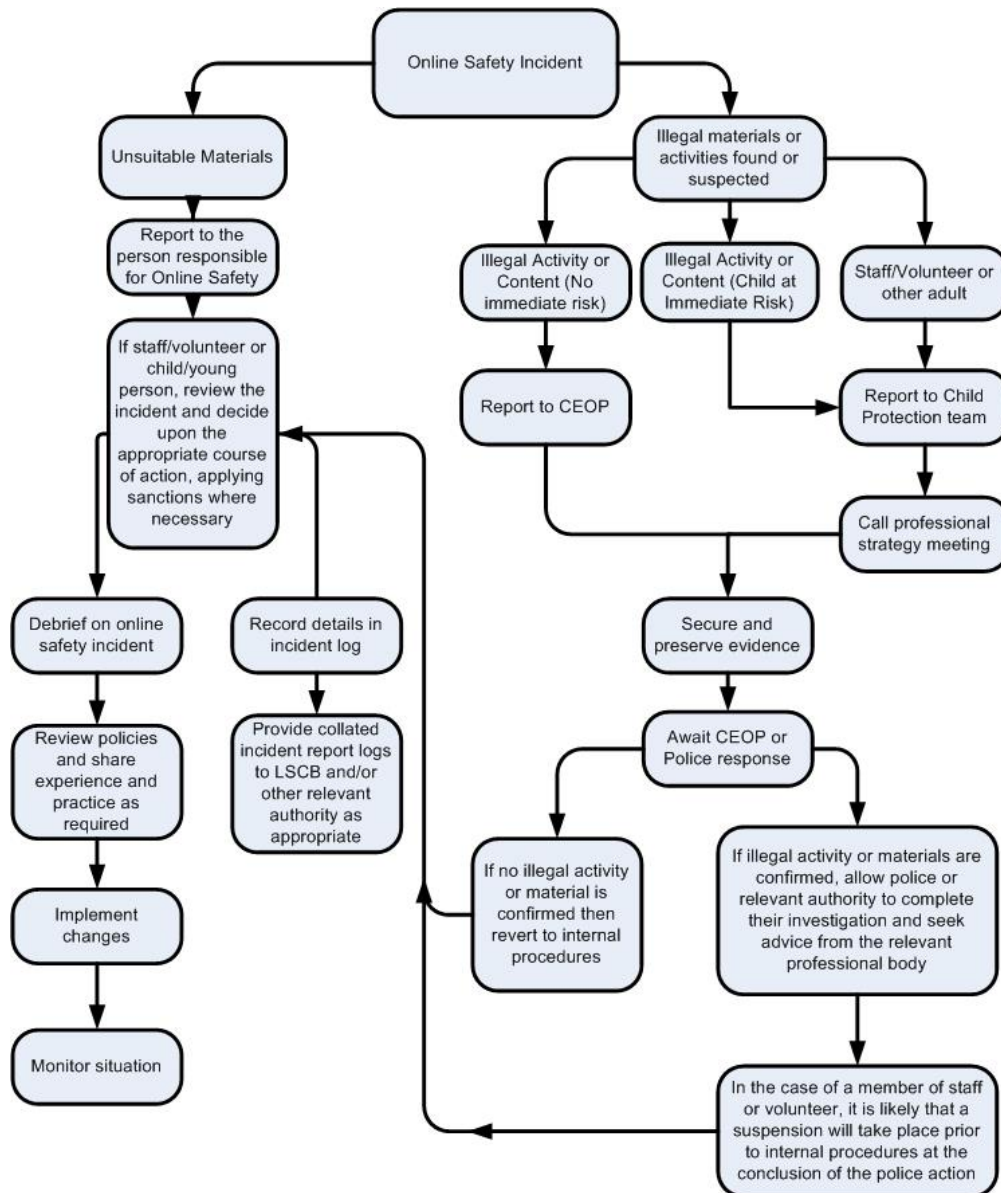 Online Safety Incident
Unsuitable Materials
Illegal materials or
activities found or
suspected
Report to the
person responsible
for Online Safety
Illegal Activity or
Content (No
immediate risk)
Illegal Activity or
Content (Child at
Immediate Risk)
Staff/Volunteer or
other adult
If staff/volunteer or
child/young
person, review the
incident and decide
upon the
appropriate course
of action, applying
sanctions where
necessary
Report to CEOP
Report to Child
Protection team
Call professional
strategy meeting
Debrief on online
safety incident
Record details in
incident log
Secure and
preserve evidence
Review policies
and share
experience and
practice as
required
Provide collated
incident report logs
to LSCB and/or
other relevant
authority as
appropriate
Await CEOP or
Police response
If no illegal activity
or material is
confirmed then
revert to internal
procedures
If illegal activity or materials are
confirmed, allow police or
relevant authority to complete
their investigation and seek
advice from the relevant
professional body
Implement
changes
Monitor situation
In the case of a member of staff
or volunteer, it is likely that a
suspension will take place prior
to internal procedures at the
conclusion of the police action